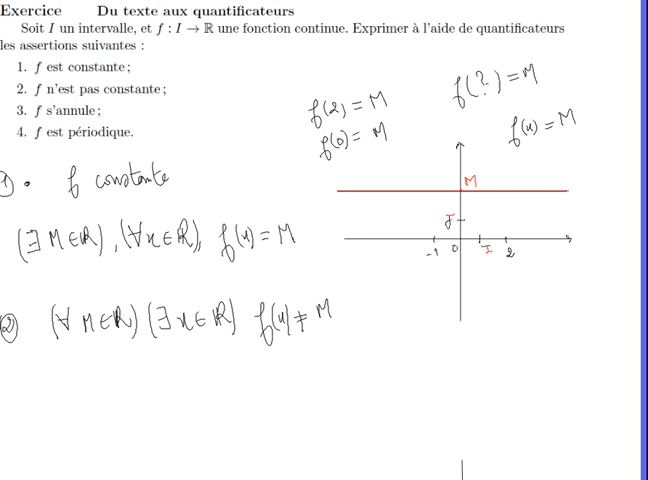 Exercice Du texte aux quantificateurs
Soit I un intervalle, et f : I → ℝ une fonction continue. Exprimer à l'aide de quantificateurs
les assertions suivantes :
1. f est constante ;
2. f n'est pas constante ;
3. f s'annule ;
4. f est périodique.
f(2) = M
f(0) = M
f(?) = M
f(x) = M
1) • f constante
(∃ M ∈ ℝ), (∀ x ∈ ℝ), f(x) = M
② (∀ M ∈ ℝ) (∃ x ∈ ℝ) f(x) ≠ M
M
J
-1 0 I 2